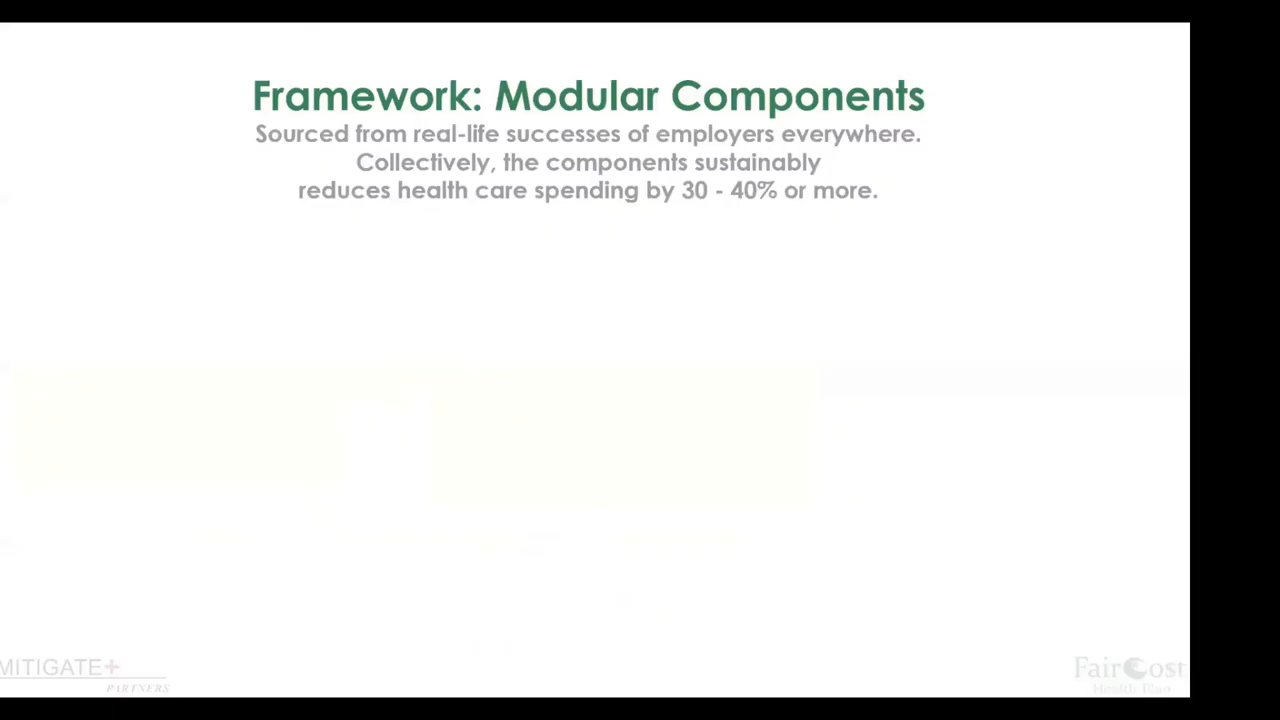 Framework: Modular Components
Sourced from real-life successes of employers everywhere.
Collectively, the components sustainably
reduces health care spending by 30 - 40% or more.
MITIGATE+
PARTNERS
FairCost
Health Plan